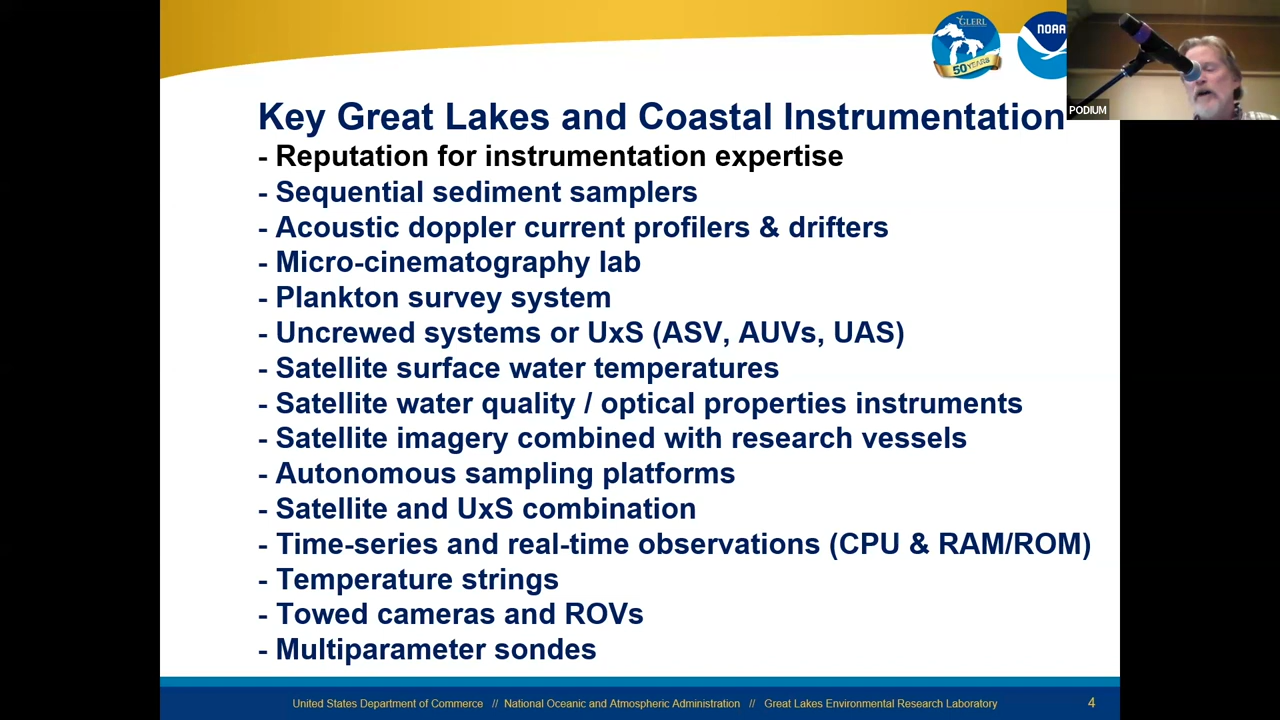 GLERL
50 YEARS
NOAA
PODIUM
Key Great Lakes and Coastal Instrumentation
- Reputation for instrumentation expertise
- Sequential sediment samplers
- Acoustic doppler current profilers & drifters
- Micro-cinematography lab
- Plankton survey system
- Uncrewed systems or UxS (ASV, AUVs, UAS)
- Satellite surface water temperatures
- Satellite water quality / optical properties instruments
- Satellite imagery combined with research vessels
- Autonomous sampling platforms
- Satellite and UxS combination
- Time-series and real-time observations (CPU & RAM/ROM)
- Temperature strings
- Towed cameras and ROVs
- Multiparameter sondes
United States Department of Commerce // National Oceanic and Atmospheric Administration // Great Lakes Environmental Research Laboratory 4